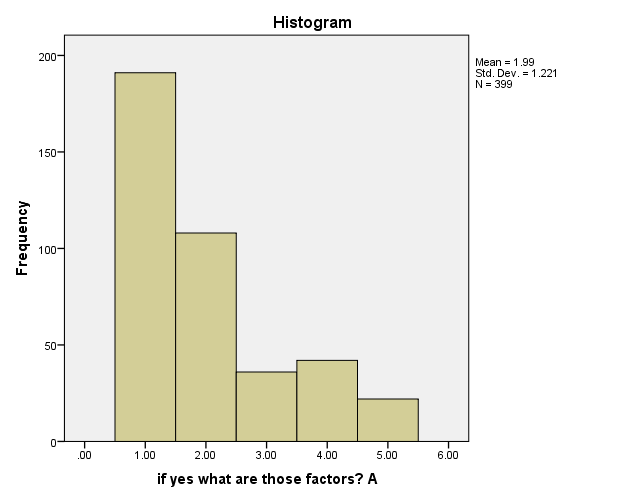 Histogram
200
150
100
50
0
Frequency
.00 1.00 2.00 3.00 4.00 5.00 6.00
if yes what are those factors? A
Mean = 1.99
Std. Dev. = 1.221
N = 399